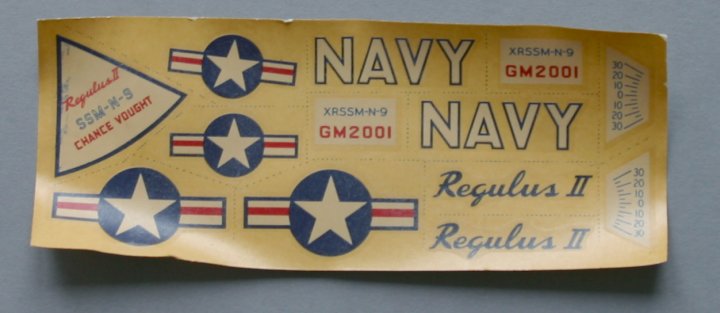 Regulus II
SSM-N-9
CHANCE VOUGHT
NAVY
XRSSM-N-9
GM2001
30
20
10
0
10
20
30
XRSSM-N-9
GM2001
NAVY
Regulus II
Regulus II
30
20
10
0
10
20
30